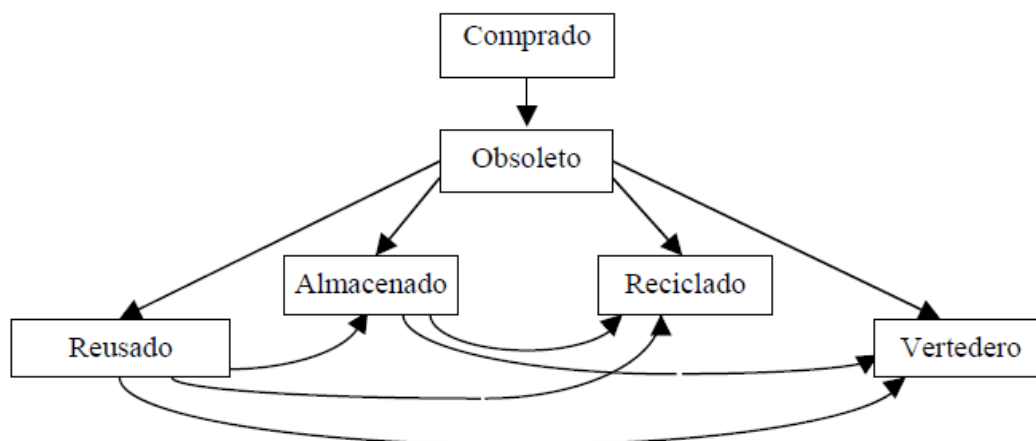 Comprado
Obsoleto
Almacenado
Reciclado
Reusado
Vertedero